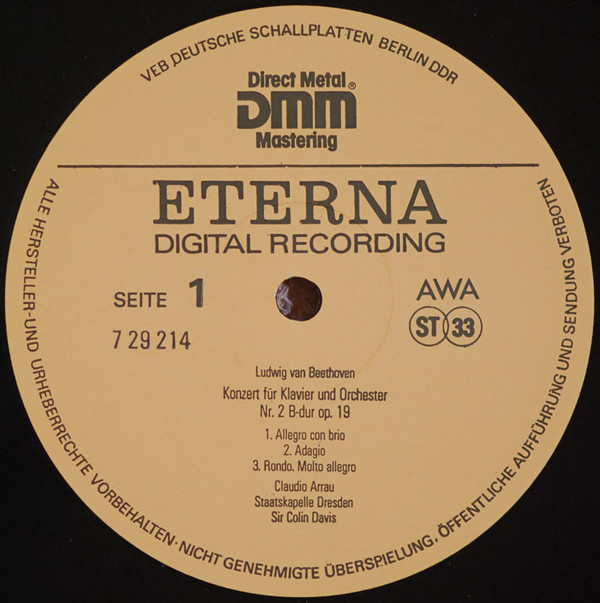 VEB DEUTSCHE SCHALLPLATTEN BERLIN DDR
Direct Metal
DMM®
Mastering
ETERNA
DIGITAL RECORDING
SEITE 1
AWA
7 29 214
ST 33
Ludwig van Beethoven
Konzert für Klavier und Orchester
Nr. 2 B-dur op. 19
1. Allegro con brio
2. Adagio
3. Rondo. Molto allegro
Claudio Arrau
Staatskapelle Dresden
Sir Colin Davis
ALLE HERSTELLER-UND URHEBERRECHTE VORBEHALTEN·NICHT GENEHMIGTE ÜBERSPIELUNG, ÖFFENTLICHE AUFFÜHRUNG UND SENDUNG VERBOTEN